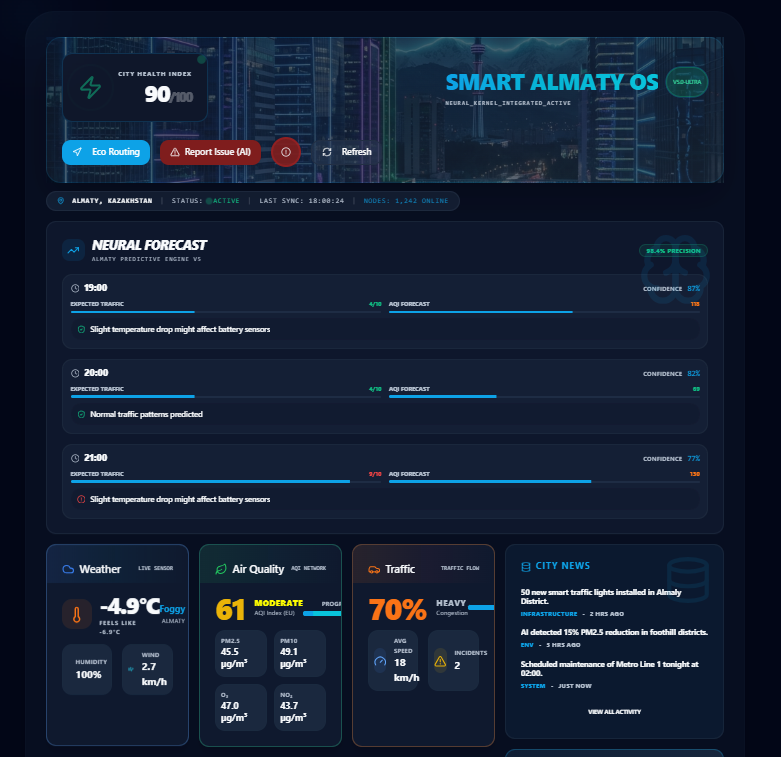 CITY HEALTH INDEX
90/100
SMART ALMATY OS
V5.0-ULTRA
NEURAL_KERNEL_INTEGRATED_ACTIVE
Eco Routing
Report Issue (AI)
Refresh
ALMATY, KAZAKHSTAN | STATUS: ACTIVE | LAST SYNC: 18:00:24 | NODES: 1,242 ONLINE
NEURAL FORECAST
ALMATY PREDICTIVE ENGINE V5
98.4% PRECISION
19:00
CONFIDENCE 87%
EXPECTED TRAFFIC 4/10 AQI FORECAST 118
Slight temperature drop might affect battery sensors
20:00
CONFIDENCE 82%
EXPECTED TRAFFIC 4/10 AQI FORECAST 69
Normal traffic patterns predicted
21:00
CONFIDENCE 77%
EXPECTED TRAFFIC 9/10 AQI FORECAST 130
Slight temperature drop might affect battery sensors
Weather LIVE SENSOR
-4.9°C Foggy
FEELS LIKE -6.9°C
ALMATY
HUMIDITY
100%
WIND
2.7 km/h
Air Quality AQI NETWORK
61 MODERATE
AQI Index (EU)
PROGR
PM2.5
45.5 µg/m³
PM10
49.1 µg/m³
O₃
47.0 µg/m³
NO₂
43.7 µg/m³
Traffic TRAFFIC FLOW
70% HEAVY
Congestion
AVG SPEED
18 km/h
INCIDENTS
2
CITY NEWS
50 new smart traffic lights installed in Almaly
District.
INFRASTRUCTURE • 2 HRS AGO
AI detected 15% PM2.5 reduction in foothill districts.
ENV • 5 HRS AGO
Scheduled maintenance of Metro Line 1 tonight at
02:00.
SYSTEM • JUST NOW
VIEW ALL ACTIVITY